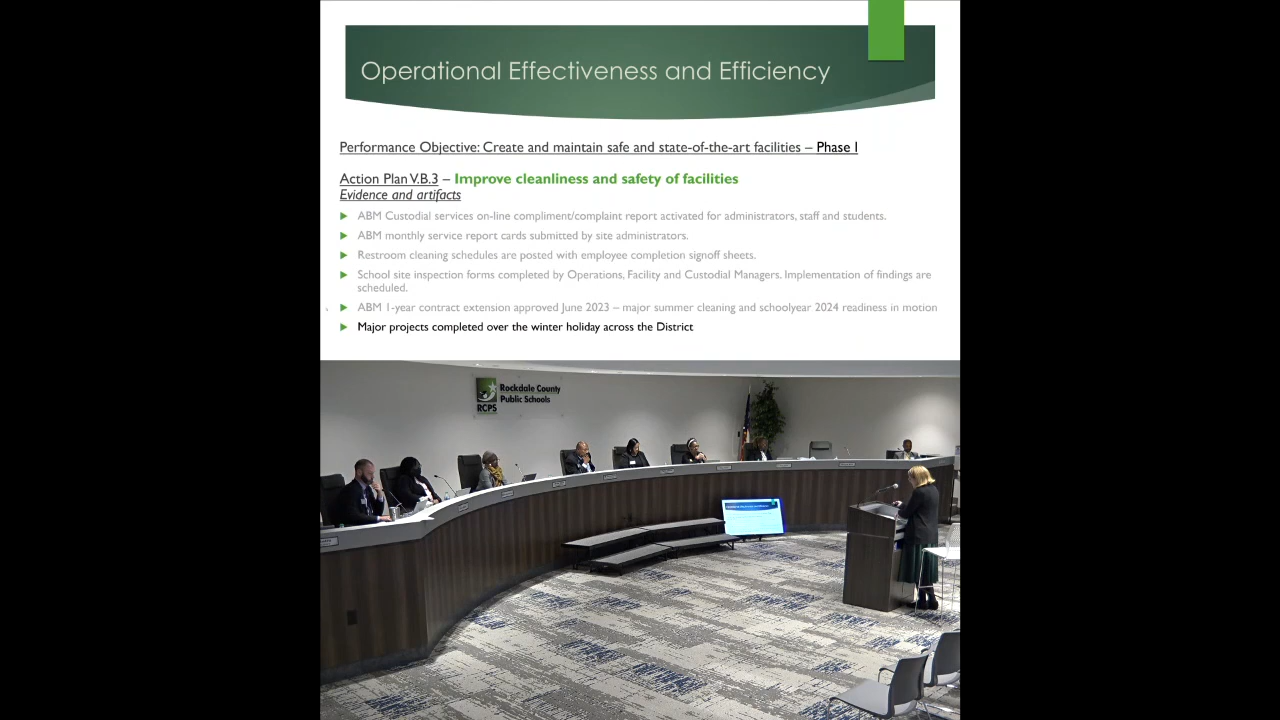 Operational Effectiveness and Efficiency
Performance Objective: Create and maintain safe and state-of-the-art facilities – Phase I
Action Plan V.B.3 – Improve cleanliness and safety of facilities
Evidence and artifacts
ABM Custodial services on-line compliment/complaint report activated for administrators, staff and students.
ABM monthly service report cards submitted by site administrators.
Restroom cleaning schedules are posted with employee completion signoff sheets.
School site inspection forms completed by Operations, Facility and Custodial Managers. Implementation of findings are
scheduled.
ABM 1-year contract extension approved June 2023 – major summer cleaning and schoolyear 2024 readiness in motion
Major projects completed over the winter holiday across the District
Rockdale County
Public Schools
RCPS